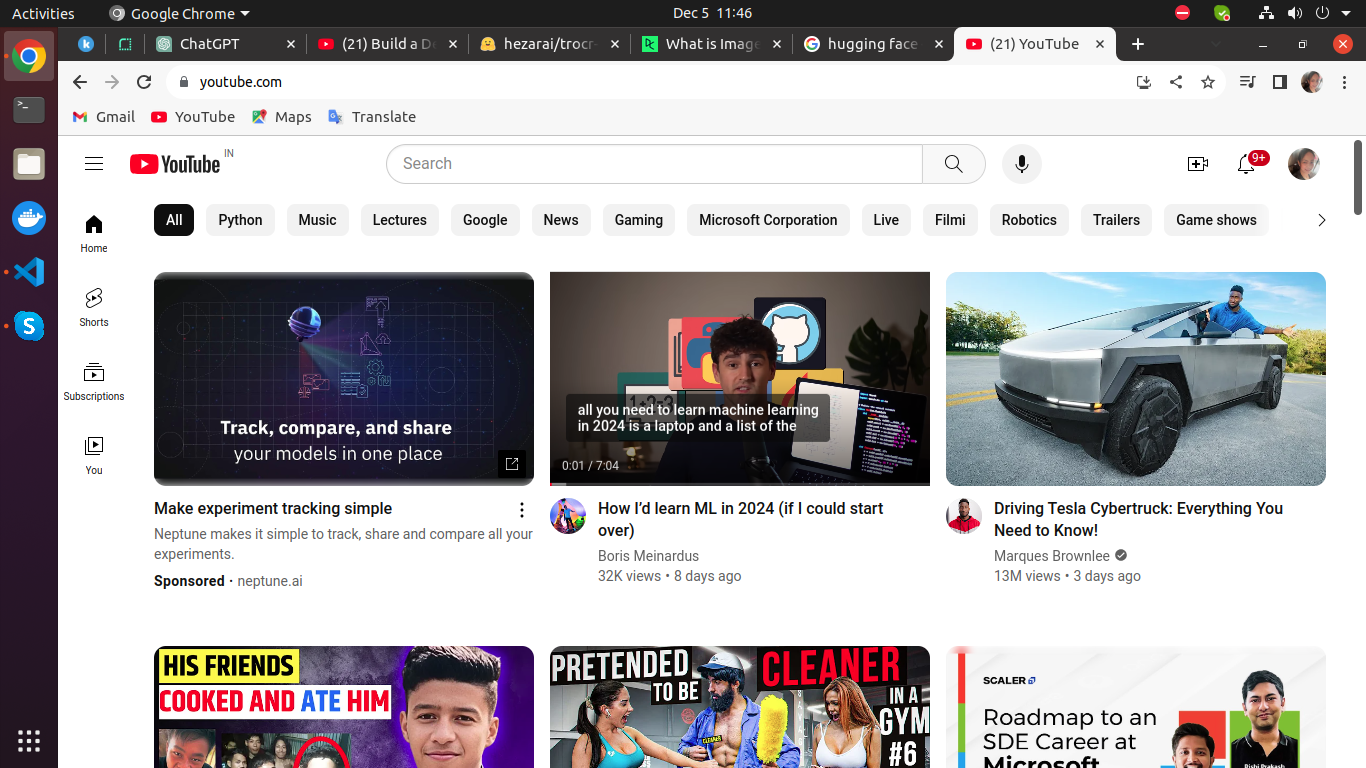 Activities
Google Chrome
Dec 5 11:46
ChatGPT
(21) Build a De
hezarai/trocr-
What is Image
hugging face
(21) YouTube
youtube.com
Gmail
YouTube
Maps
Translate
YouTube IN
Search
9+
All
Python
Music
Lectures
Google
News
Gaming
Microsoft Corporation
Live
Filmi
Robotics
Trailers
Game shows
Home
Shorts
Subscriptions
You
Track, compare, and share
your models in one place
all you need to learn machine learning
in 2024 is a laptop and a list of the
0:01 / 7:04
Make experiment tracking simple
Neptune makes it simple to track, share and compare all your
experiments.
Sponsored · neptune.ai
How I’d learn ML in 2024 (if I could start
over)
Boris Meinardus
32K views • 8 days ago
Driving Tesla Cybertruck: Everything You
Need to Know!
Marques Brownlee
13M views • 3 days ago
HIS FRIENDS
COOKED AND ATE HIM
PRETENDED
TO BE
CLEANER
IN A
GYM
#6
CLEANER
SCALER
Roadmap to an
SDE Career at
Microsoft
Rishi Prakash